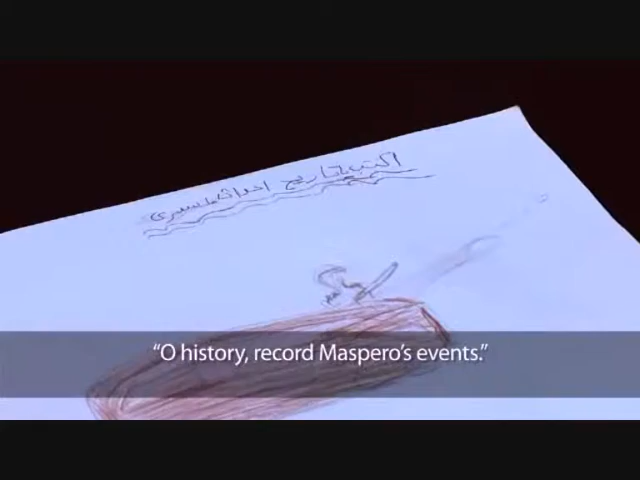 اكتب يا تاريخ احداث ماسبيرو
“O history, record Maspero’s events.”